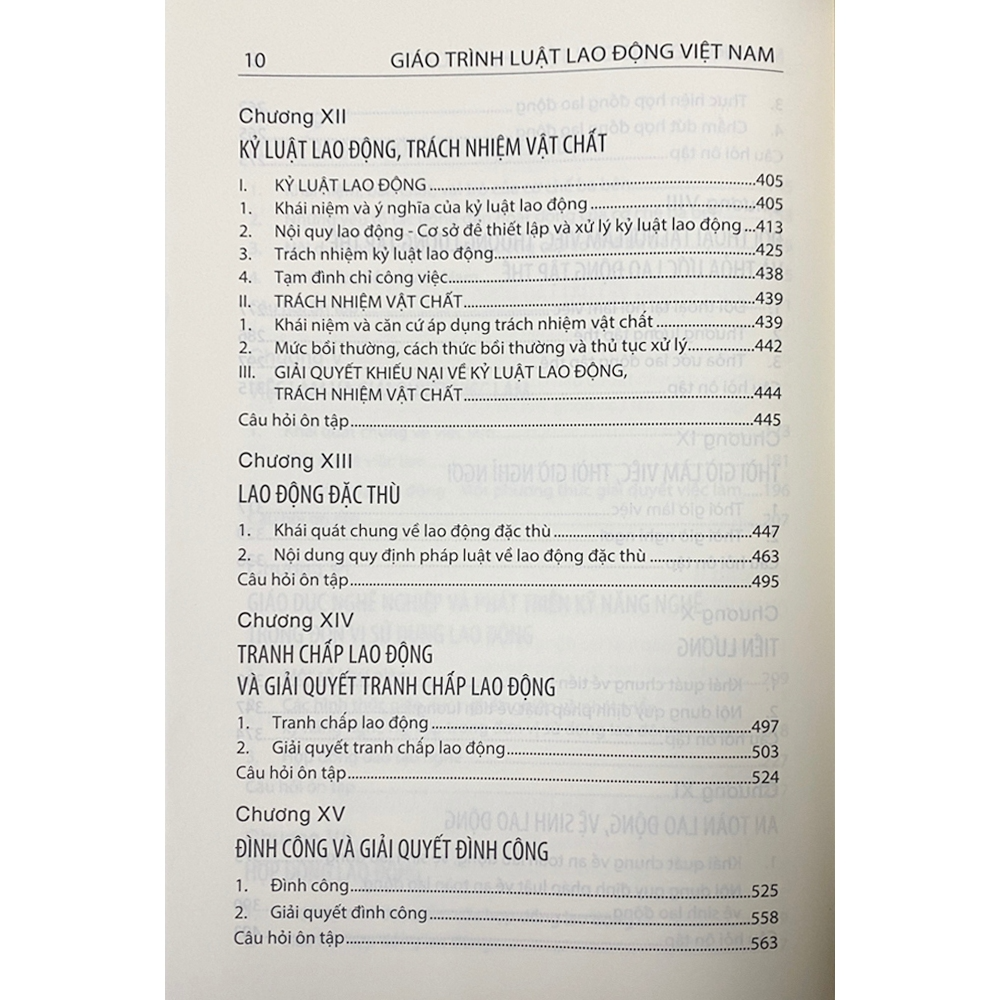 10 GIÁO TRÌNH LUẬT LAO ĐỘNG VIỆT NAM
Chương XII
KỶ LUẬT LAO ĐỘNG, TRÁCH NHIỆM VẬT CHẤT
I. KỶ LUẬT LAO ĐỘNG...405
1. Khái niệm và ý nghĩa của kỷ luật lao động...405
2. Nội quy lao động - Cơ sở để thiết lập và xử lý kỷ luật lao động...413
3. Trách nhiệm kỷ luật lao động...425
4. Tạm đình chỉ công việc...438
II. TRÁCH NHIỆM VẬT CHẤT...439
1. Khái niệm và căn cứ áp dụng trách nhiệm vật chất...439
2. Mức bồi thường, cách thức bồi thường và thủ tục xử lý...442
III. GIẢI QUYẾT KHIẾU NẠI VỀ KỶ LUẬT LAO ĐỘNG,
TRÁCH NHIỆM VẬT CHẤT...444
Câu hỏi ôn tập...445
Chương XIII
LAO ĐỘNG ĐẶC THÙ
1. Khái quát chung về lao động đặc thù...447
2. Nội dung quy định pháp luật về lao động đặc thù...463
Câu hỏi ôn tập...495
Chương XIV
TRANH CHẤP LAO ĐỘNG
VÀ GIẢI QUYẾT TRANH CHẤP LAO ĐỘNG
1. Tranh chấp lao động...497
2. Giải quyết tranh chấp lao động...503
Câu hỏi ôn tập...524
Chương XV
ĐÌNH CÔNG VÀ GIẢI QUYẾT ĐÌNH CÔNG
1. Đình công...525
2. Giải quyết đình công...558
Câu hỏi ôn tập...563